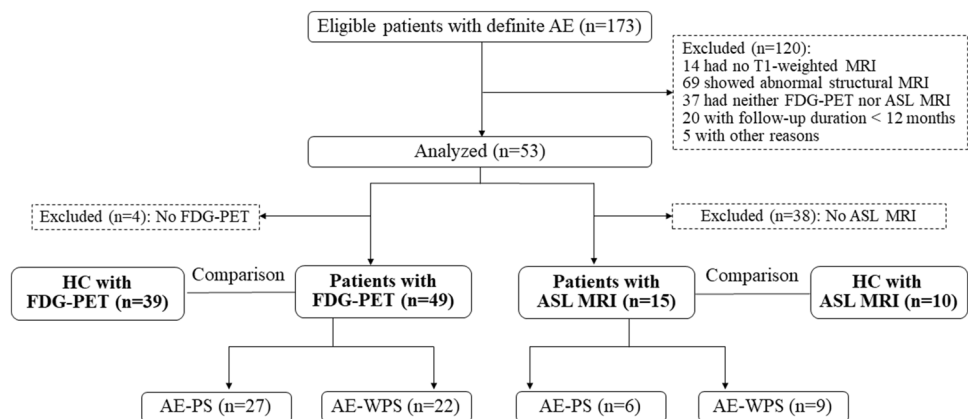 Eligible patients with definite AE (n=173)
Excluded (n=120):
14 had no T1-weighted MRI
69 showed abnormal structural MRI
37 had neither FDG-PET nor ASL MRI
20 with follow-up duration < 12 months
5 with other reasons
Analyzed (n=53)
Excluded (n=4): No FDG-PET
Excluded (n=38): No ASL MRI
HC with
FDG-PET (n=39)
Comparison
Patients with
FDG-PET (n=49)
Patients with
ASL MRI (n=15)
Comparison
HC with
ASL MRI (n=10)
AE-PS (n=27)
AE-WPS (n=22)
AE-PS (n=6)
AE-WPS (n=9)